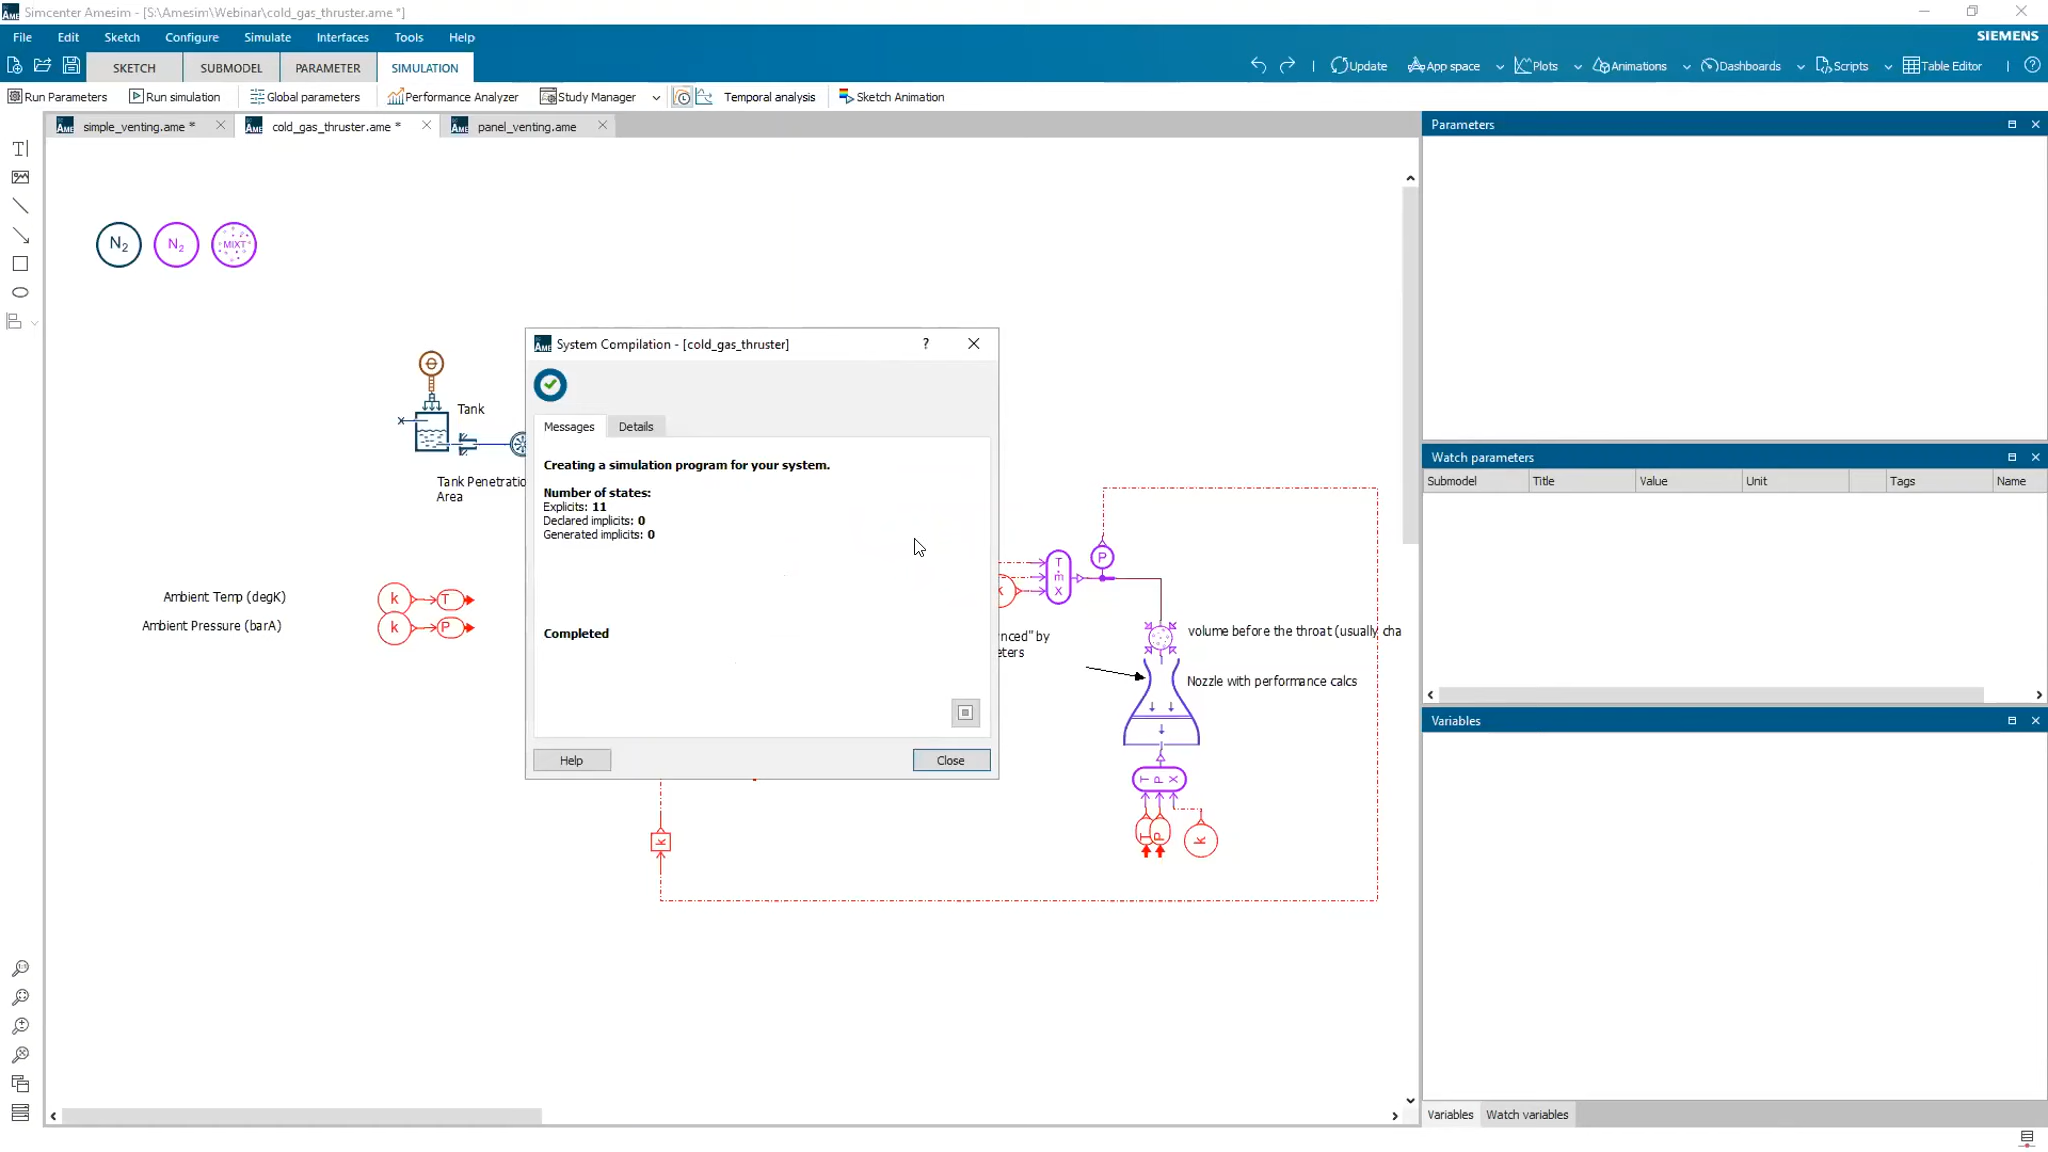 Simcenter Amesim - [S:\Amesim\Webinar\cold_gas_thruster.ame *]
File Edit Sketch Configure Simulate Interfaces Tools Help
SIEMENS
SKETCH SUBMODEL PARAMETER SIMULATION
Update App space Plots Animations Dashboards Scripts Table Editor
Run Parameters Run simulation Global parameters Performance Analyzer Study Manager Temporal analysis Sketch Animation
simple_venting.ame * cold_gas_thruster.ame * panel_venting.ame
Parameters
N2 N2 MIXT
System Compilation - [cold_gas_thruster] ?
Messages Details
Creating a simulation program for your system.
Number of states:
Explicits: 11
Declared implicits: 0
Generated implicits: 0
Completed
Help Close
Tank
Tank Penetratio
Area
Ambient Temp (degK)
k T
Ambient Pressure (barA)
k P
P
T
ṁ
X
k
nced" by
eters
volume before the throat (usually cha
Nozzle with performance calcs
T P X
T P k
k
Watch parameters
Submodel Title Value Unit Tags Name
Variables
Variables Watch variables